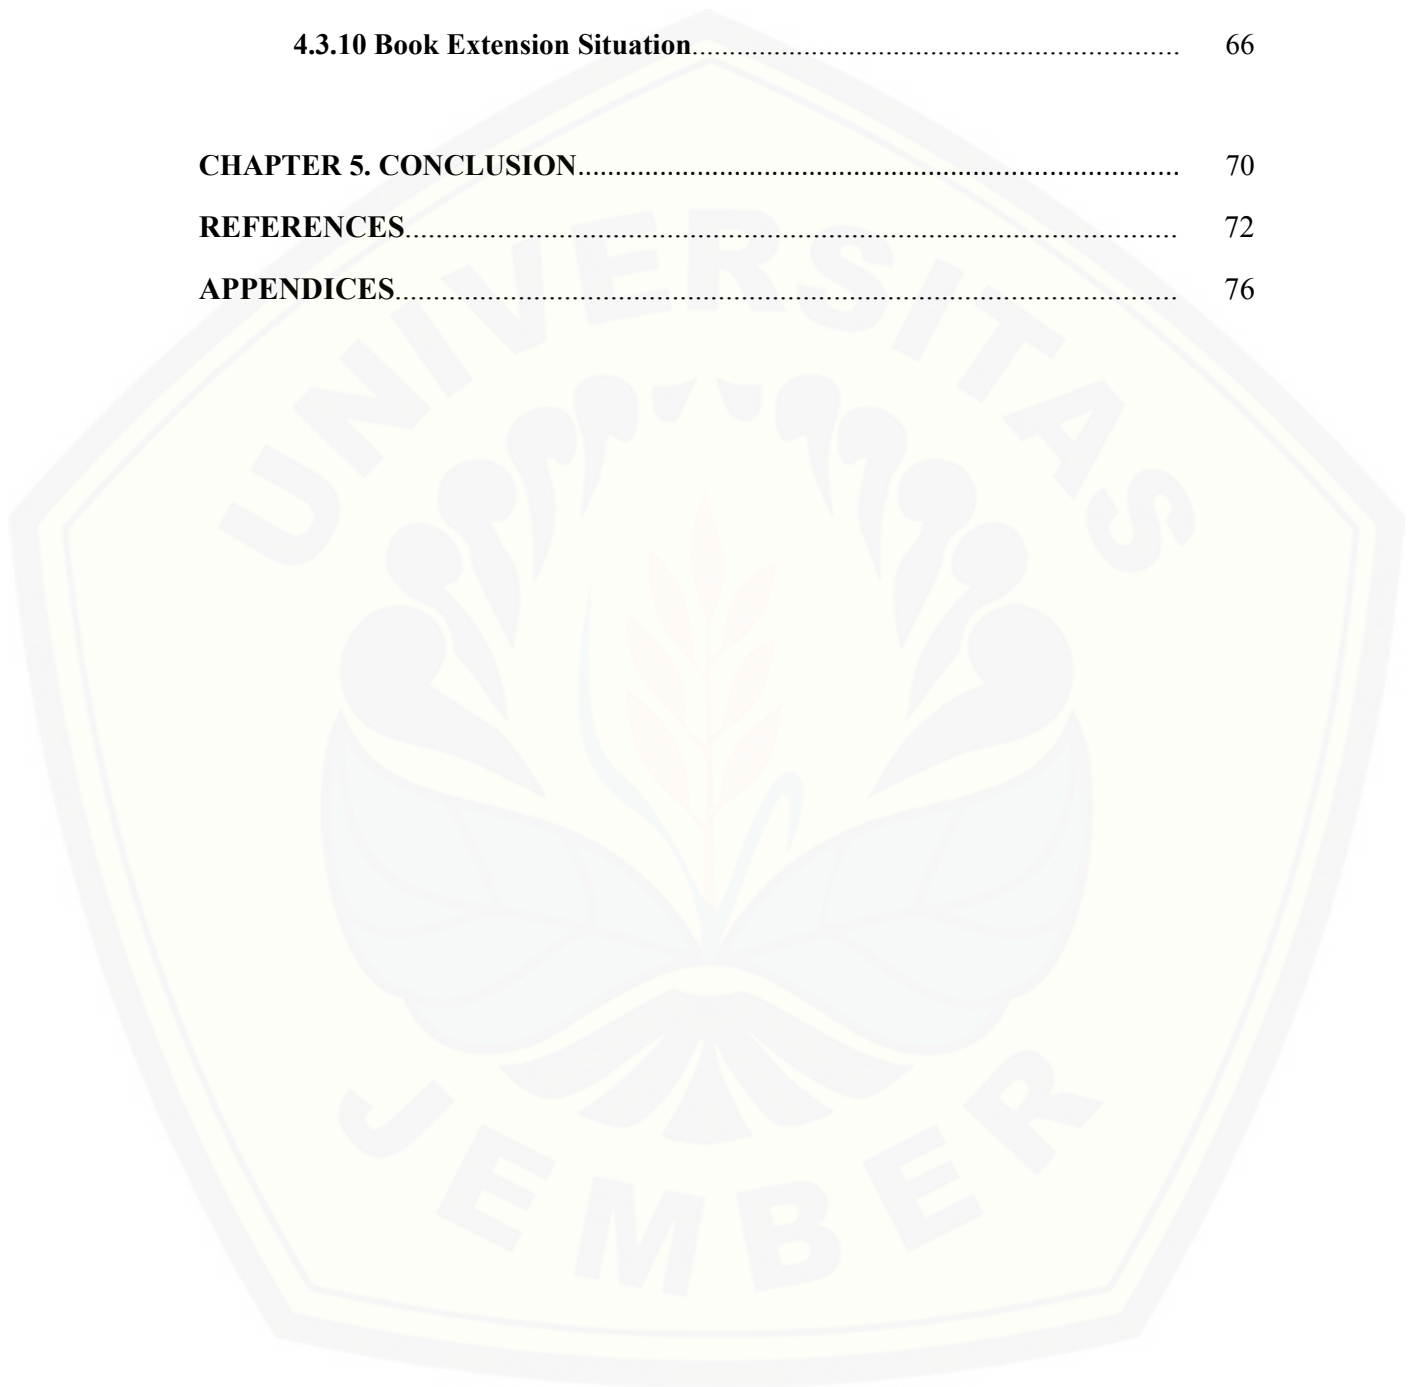 4.3.10 Book Extension Situation................................................................ 66
CHAPTER 5. CONCLUSION................................................................................ 70
REFERENCES....................................................................................................... 72
APPENDICES........................................................................................................ 76
UNIVERSITAS
JEMBER